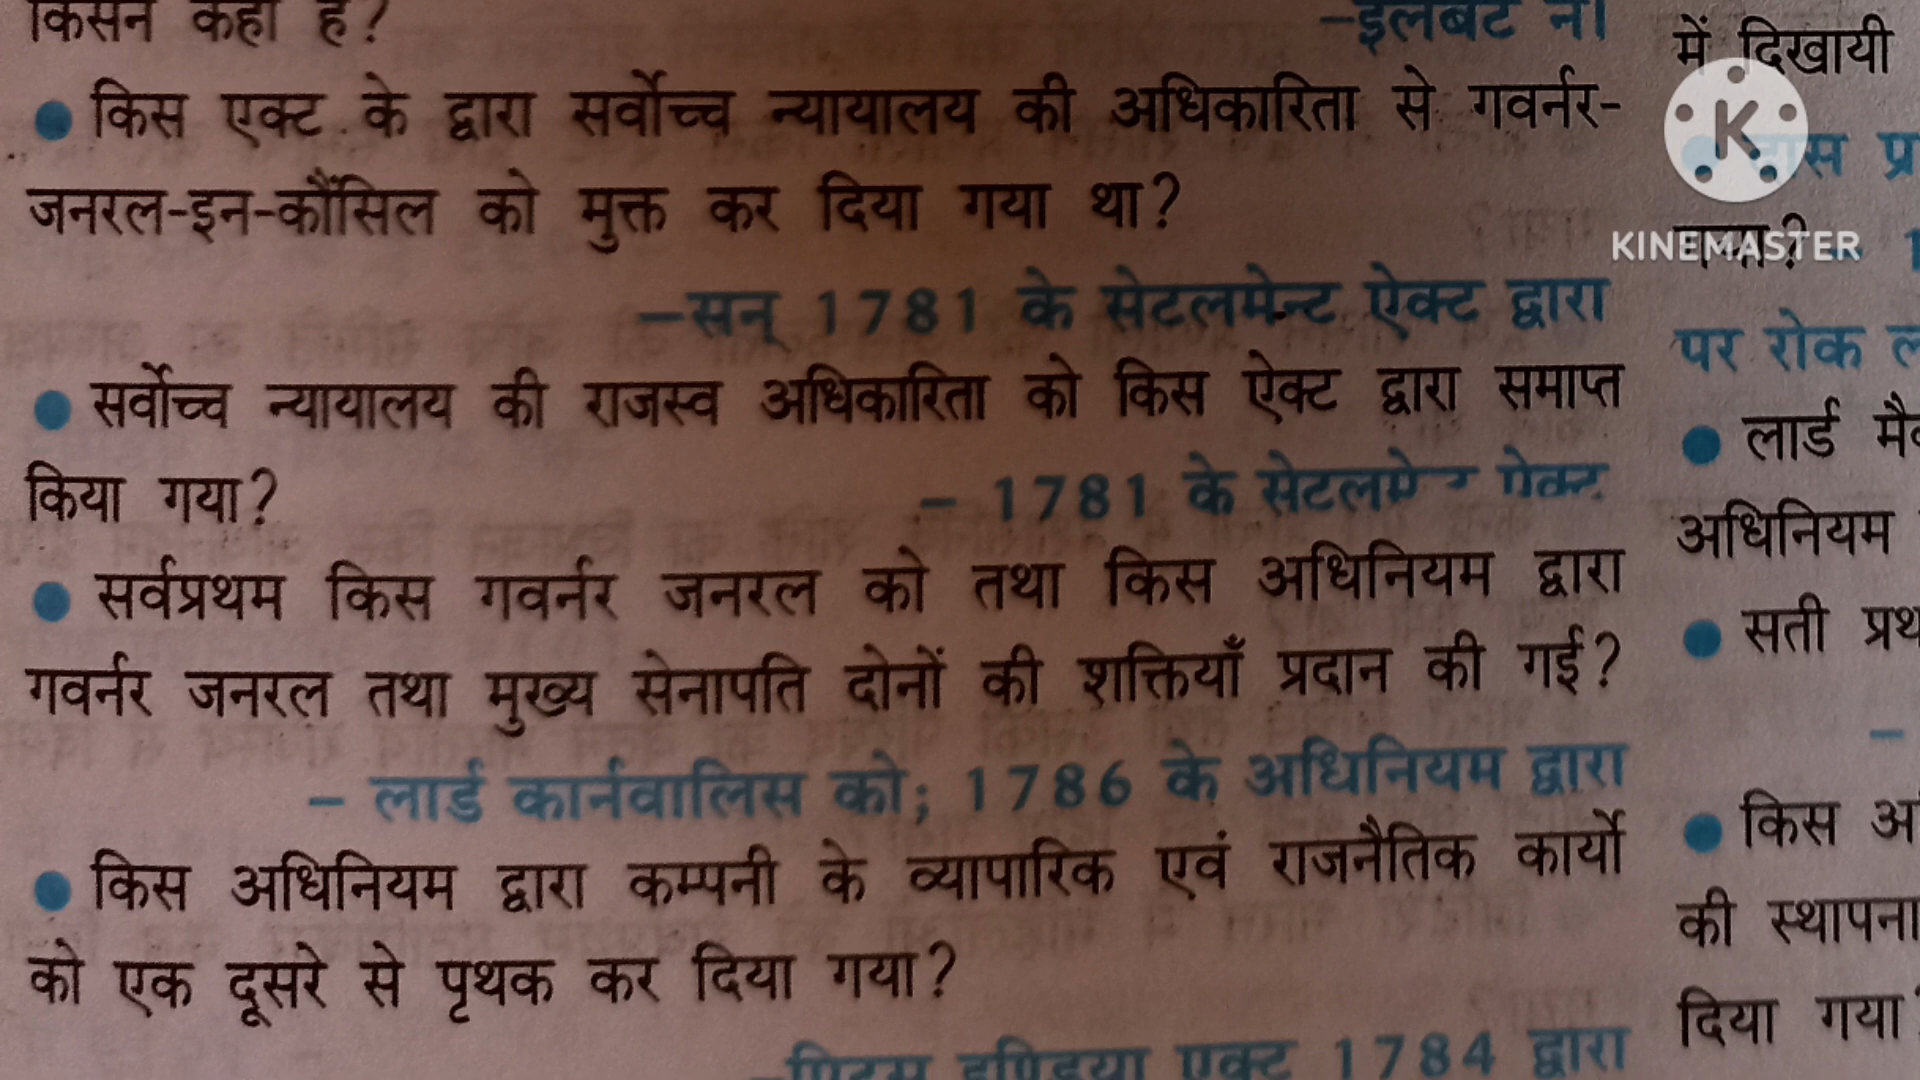 किसने कहा है?
–इलबर्ट ने।
● किस एक्ट के द्वारा सर्वोच्च न्यायालय की अधिकारिता से गवर्नर-
जनरल-इन-कौंसिल को मुक्त कर दिया गया था?
–सन् 1781 के सेटलमेन्ट ऐक्ट द्वारा
● सर्वोच्च न्यायालय की राजस्व अधिकारिता को किस ऐक्ट द्वारा समाप्त
किया गया?
– 1781 के सेटलमेन्ट ऐक्ट
● सर्वप्रथम किस गवर्नर जनरल को तथा किस अधिनियम द्वारा
गवर्नर जनरल तथा मुख्य सेनापति दोनों की शक्तियाँ प्रदान की गई?
– लार्ड कार्नवालिस को; 1786 के अधिनियम द्वारा
● किस अधिनियम द्वारा कम्पनी के व्यापारिक एवं राजनैतिक कार्यो
को एक दूसरे से पृथक कर दिया गया?
–पिट्स इण्डिया एक्ट 1784 द्वारा
में दिखायी
K
KINEMASTER
पर रोक
● लार्ड
अधिनियम
● सती
–
● किस
की स्थापना
दिया गया?